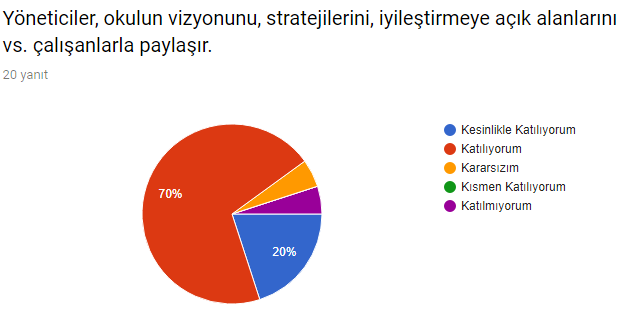 Yöneticiler, okulun vizyonunu, stratejilerini, iyileştirmeye açık alanlarını
vs. çalışanlarla paylaşır.
20 yanıt
70%
20%
Kesinlikle Katılıyorum
Katılıyorum
Kararsızım
Kısmen Katılıyorum
Katılmıyorum